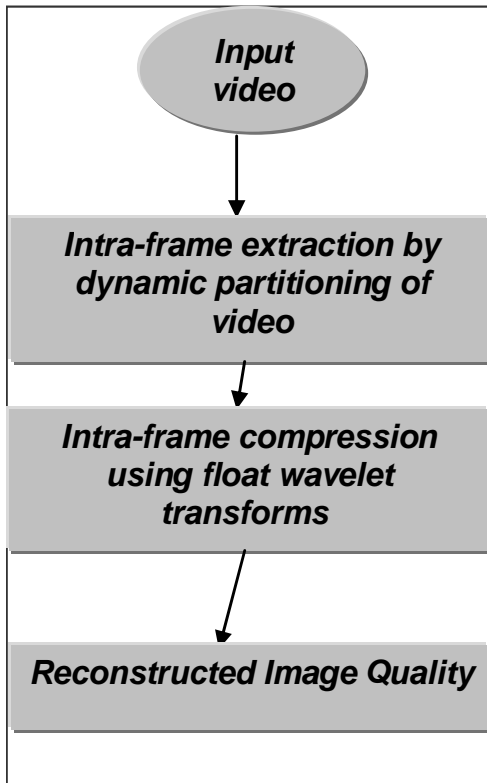 Input
video
Intra-frame extraction by
dynamic partitioning of
video
Intra-frame compression
using float wavelet
transforms
Reconstructed Image Quality